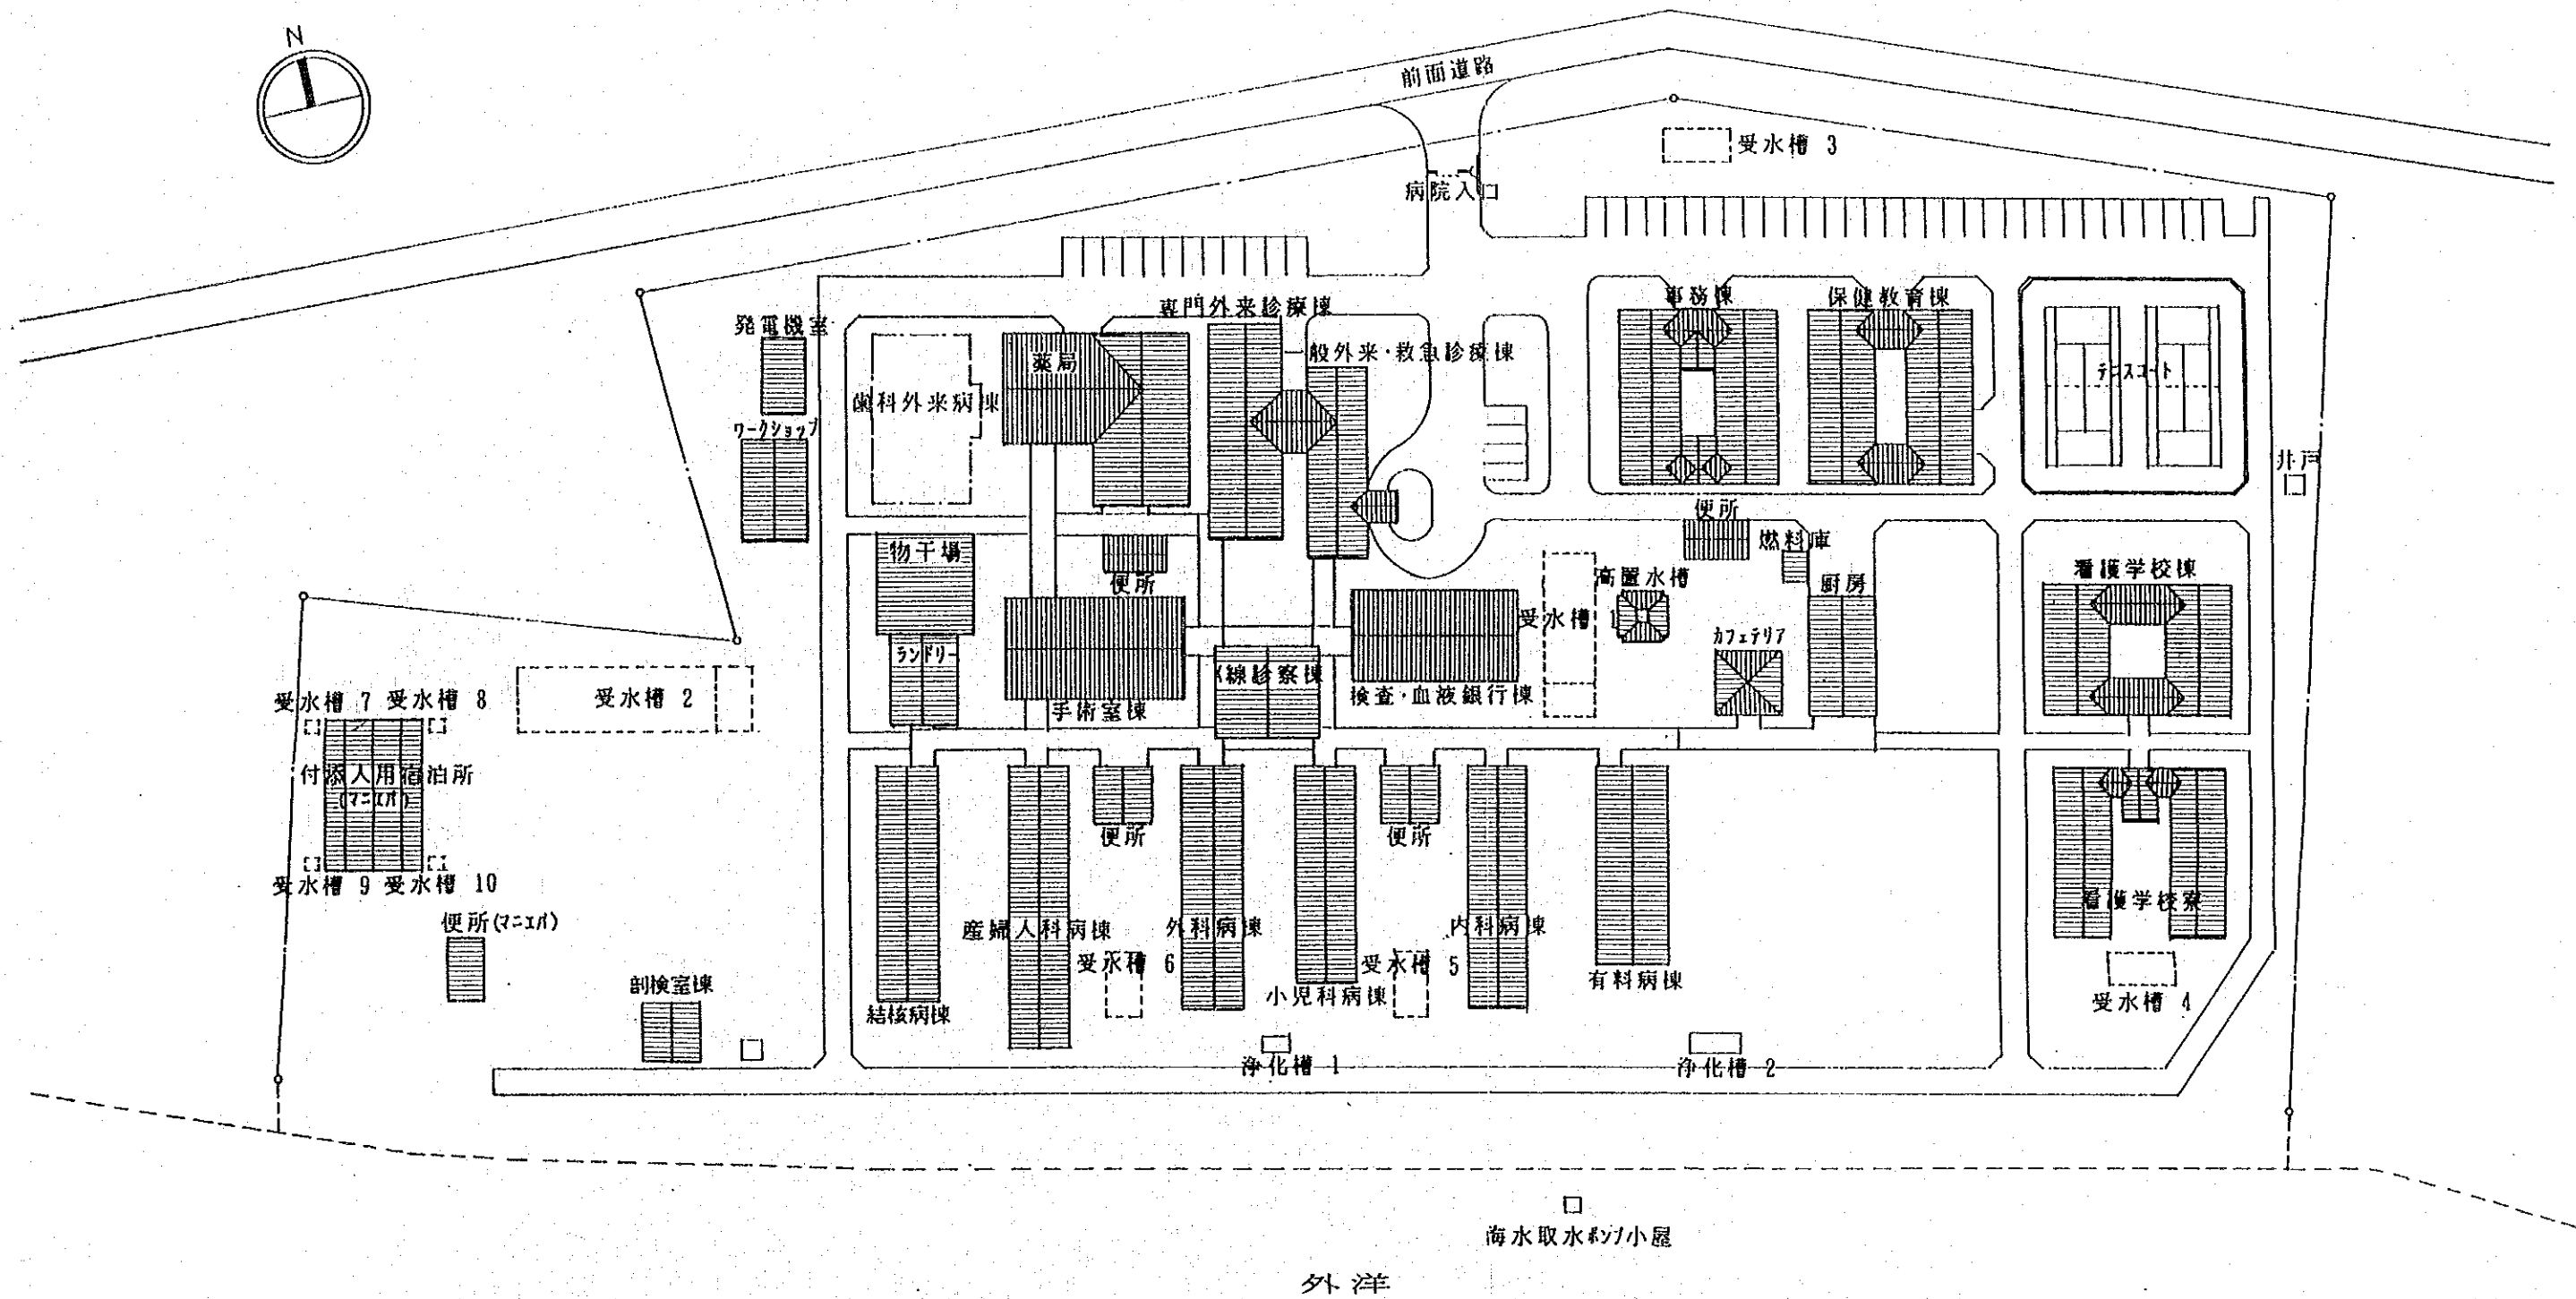 N
前面道路
受水槽 3
病院入口
専門外来診療棟
事務棟
保健教育棟
発電機室
一般外来・救急診療棟
薬局
テニスコート
歯科外来病棟
ワークショップ
井戸
便所
燃料庫
物干場
便所
高置水槽
厨房
看護学校棟
受水槽 1
カフェテリア
ランドリー
X線診察棟
検査・血液銀行棟
手術室棟
受水槽 7 受水槽 8
受水槽 2
付添人用宿泊所
(マニエバ)
便所
便所
受水槽 9 受水槽 10
看護学校寮
便所(マニエバ)
産婦人科病棟
外科病棟
内科病棟
受水槽 6
受水槽 5
剖検室棟
小児科病棟
有料病棟
結核病棟
受水槽 4
浄化槽 1
浄化槽 2
海水取水ポンプ小屋
外洋